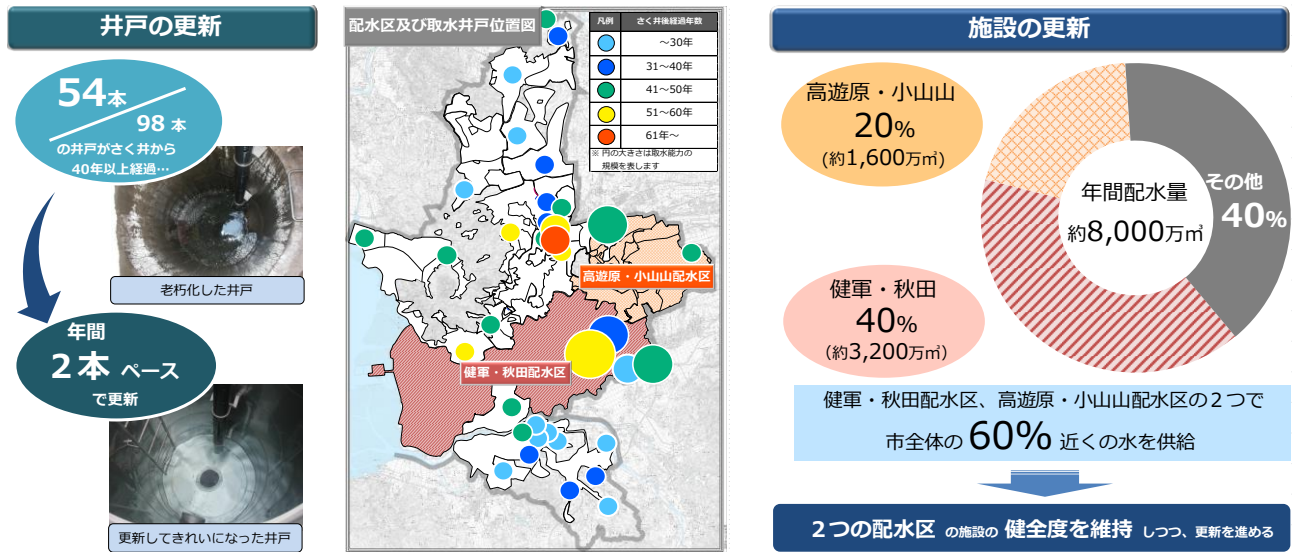 井戸の更新
54本
98 本
の井戸がさく井から
40年以上経過…
老朽化した井戸
年間
2本 ペース
で更新
更新してきれいになった井戸
配水区及び取水井戸位置図
凡例 さく井後経過年数
～30年
31～40年
41～50年
51～60年
61年～
※ 円の大きさは取水能力の
規模を表します
高遊原・小山山配水区
健軍・秋田配水区
施設の更新
高遊原・小山山
20%
(約1,600万㎥)
健軍・秋田
40%
(約3,200万㎥)
年間配水量
約8,000万㎥
その他
40%
健軍・秋田配水区、高遊原・小山山配水区の２つで
市全体の 60% 近くの水を供給
２つの配水区 の施設の 健全度を維持 しつつ、更新を進める